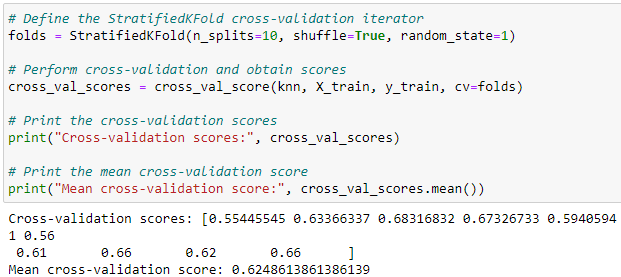 # Define the StratifiedKFold cross-validation iterator
folds = StratifiedKFold(n_splits=10, shuffle=True, random_state=1)
# Perform cross-validation and obtain scores
cross_val_scores = cross_val_score(knn, X_train, y_train, cv=folds)
# Print the cross-validation scores
print("Cross-validation scores:", cross_val_scores)
# Print the mean cross-validation score
print("Mean cross-validation score:", cross_val_scores.mean())
Cross-validation scores: [0.55445545 0.63366337 0.68316832 0.67326733 0.5940594
1 0.56
 0.61       0.66       0.62       0.66      ]
Mean cross-validation score: 0.6248613861386139